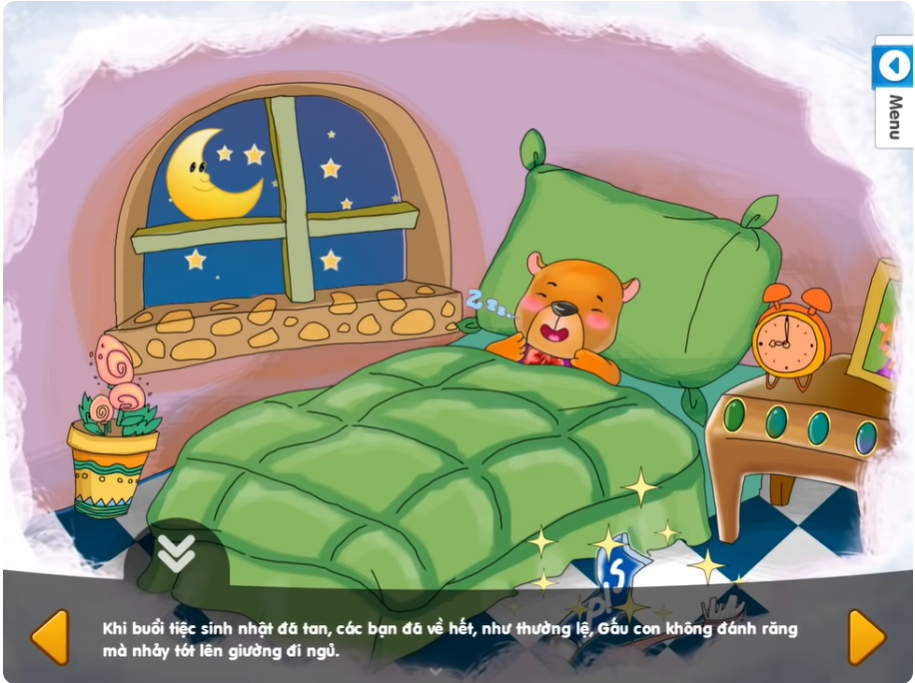 Menu
Zzz...
Khi buổi tiệc sinh nhật đã tan, các bạn đã về hết, như thường lệ, Gấu con không đánh răng
mà nhảy tót lên giường đi ngủ.